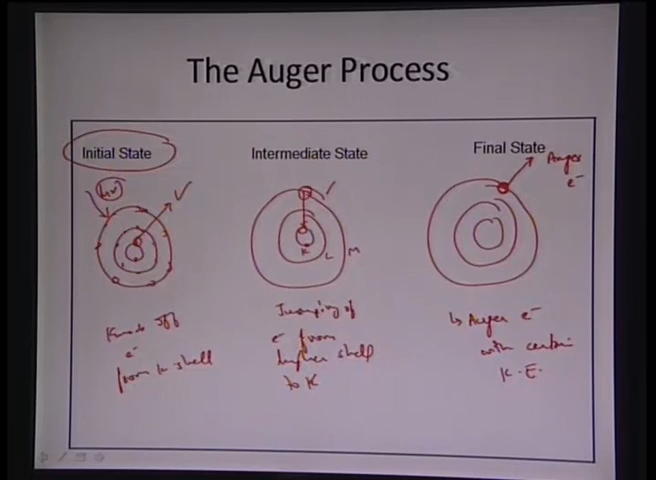 The Auger Process
Initial State
Intermediate State
Final State
Auger
e⁻
hν
K L M
Knock off
e⁻
from K shell
Jumping of
e⁻ from
higher shell
to K
↳ Auger e⁻
with certain
K.E.